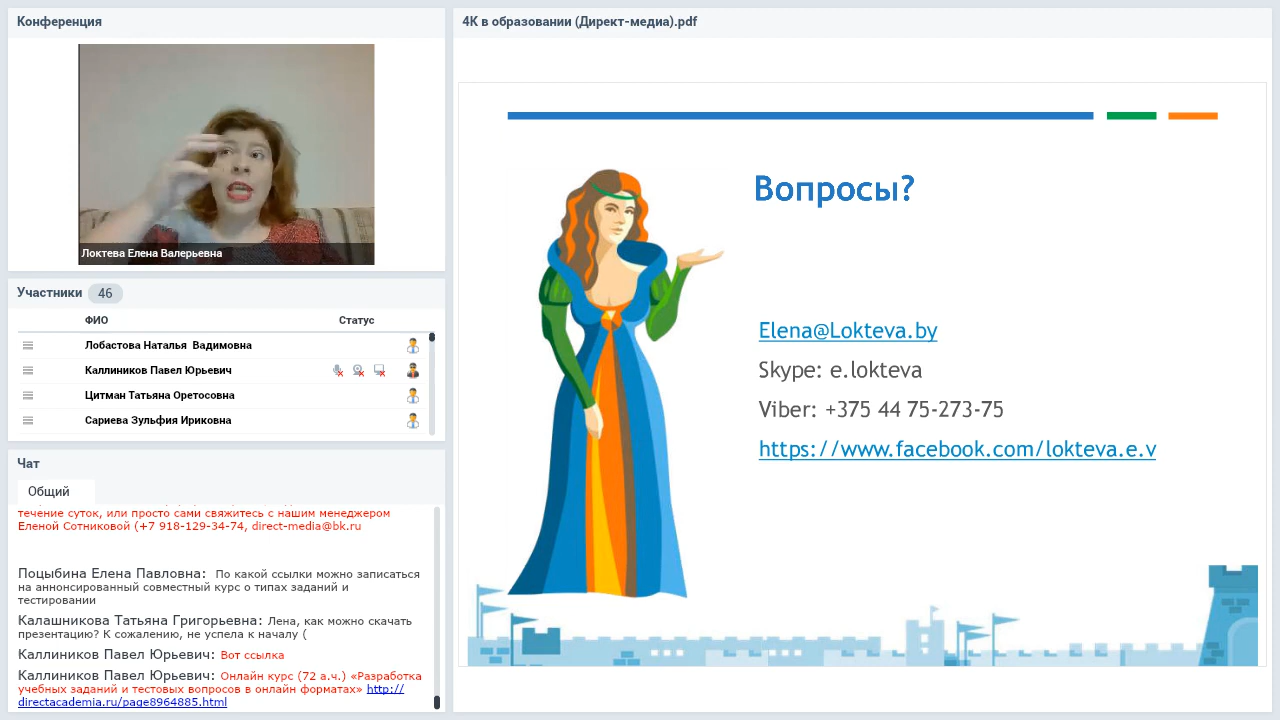 Конференция
Локтева Елена Валерьевна
Участники 46
ФИО Статус
Лобастова Наталья Вадимовна
Каллиников Павел Юрьевич
Цитман Татьяна Оретосовна
Сариева Зульфия Ириковна
Чат
Общий
течение суток, или просто сами свяжитесь с нашим менеджером
Еленой Сотниковой (+7 918-129-34-74, direct-media@bk.ru
Поцыбина Елена Павловна: По какой ссылки можно записаться
на аннонсированный совместный курс о типах заданий и
тестировании
Калашникова Татьяна Григорьевна: Лена, как можно скачать
презентацию? К сожалению, не успела к началу (
Каллиников Павел Юрьевич: Вот ссылка
Каллиников Павел Юрьевич: Онлайн курс (72 а.ч.) «Разработка
учебных заданий и тестовых вопросов в онлайн форматах» http://
directacademia.ru/page8964885.html
4К в образовании (Директ-медиа).pdf
Вопросы?
Elena@Lokteva.by
Skype: e.lokteva
Viber: +375 44 75-273-75
https://www.facebook.com/lokteva.e.v